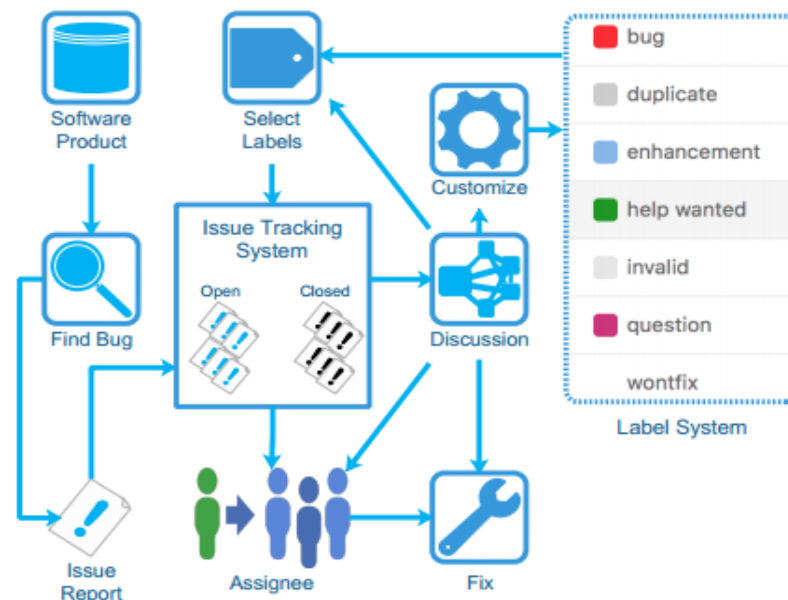 Software
Product
Select
Labels
Customize
bug
duplicate
enhancement
help wanted
invalid
question
wontfix
Label System
Find Bug
Issue Tracking
System
Open
Closed
Discussion
Issue
Report
Assignee
Fix